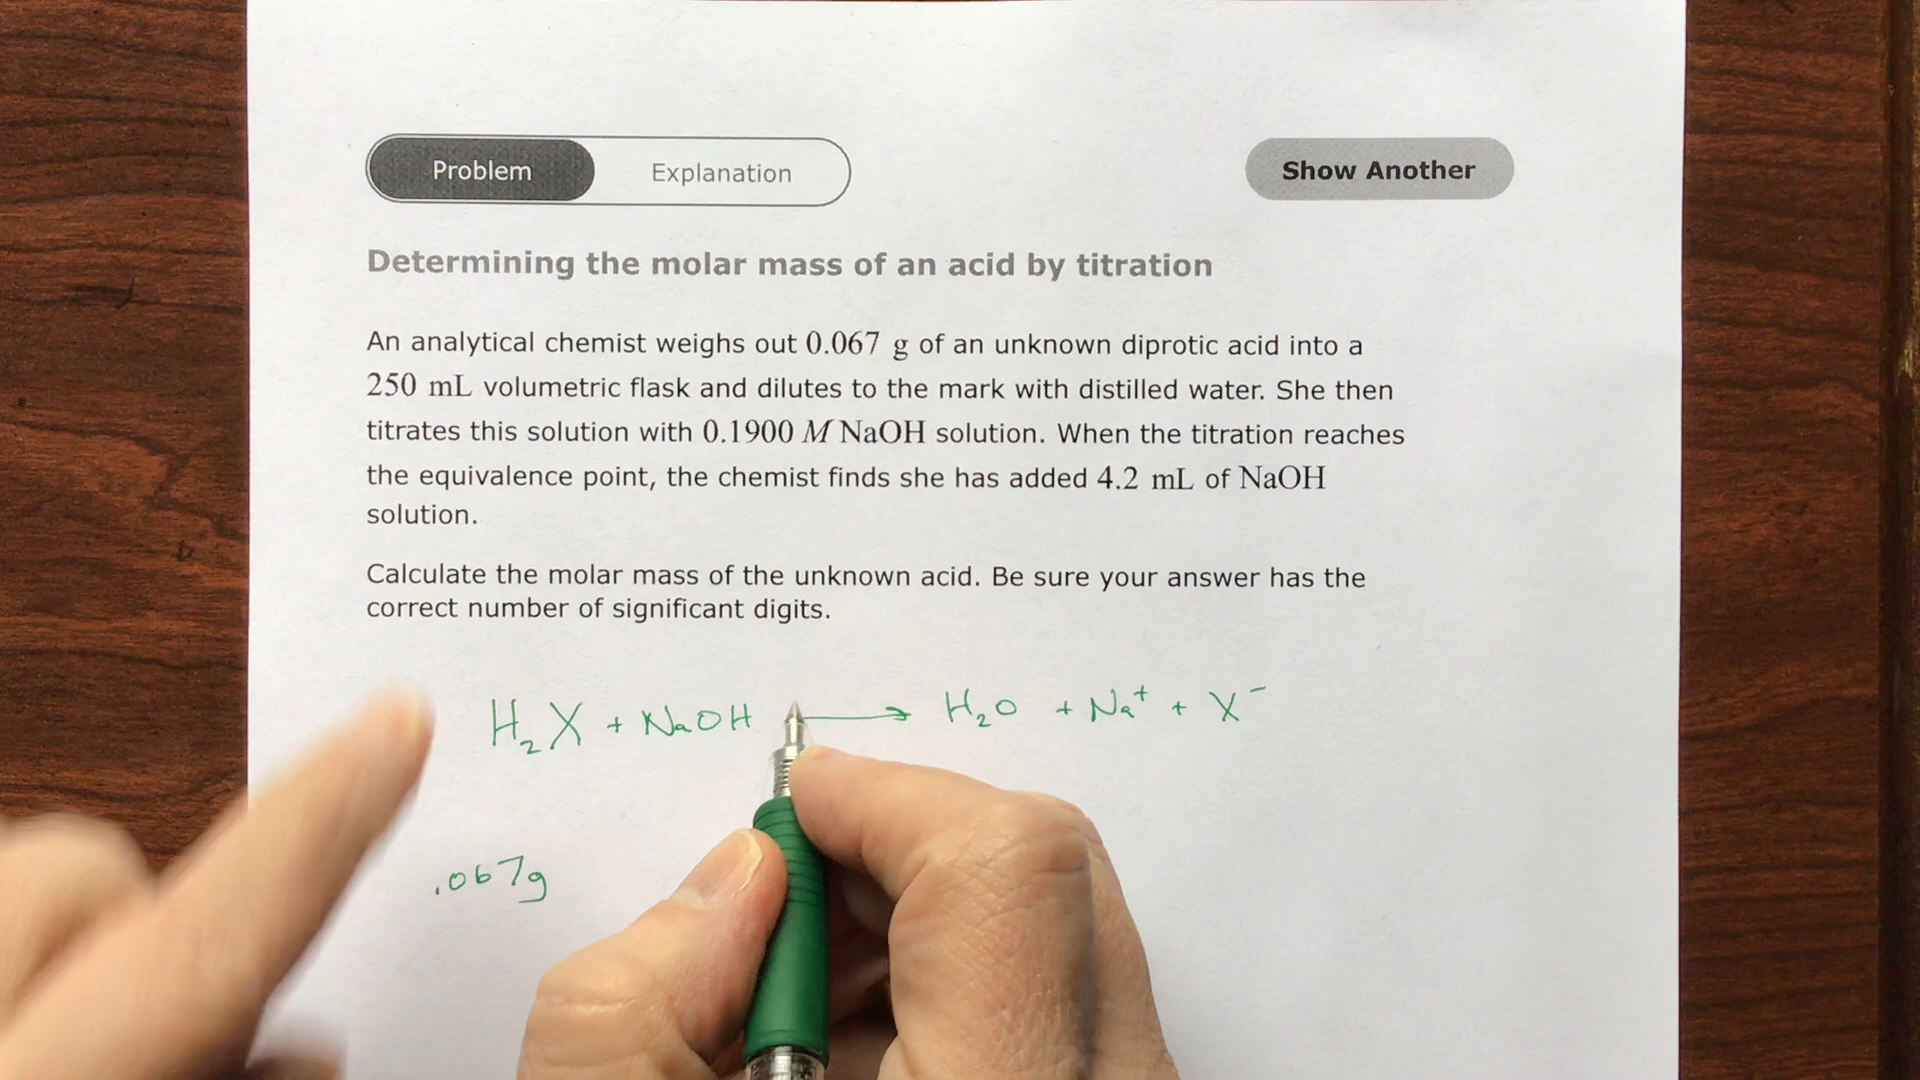 Problem Explanation Show Another
Determining the molar mass of an acid by titration
An analytical chemist weighs out 0.067 g of an unknown diprotic acid into a
250 mL volumetric flask and dilutes to the mark with distilled water. She then
titrates this solution with 0.1900 M NaOH solution. When the titration reaches
the equivalence point, the chemist finds she has added 4.2 mL of NaOH
solution.
Calculate the molar mass of the unknown acid. Be sure your answer has the
correct number of significant digits.
H₂X + NaOH → H₂O + Na⁺ + X⁻
.067g